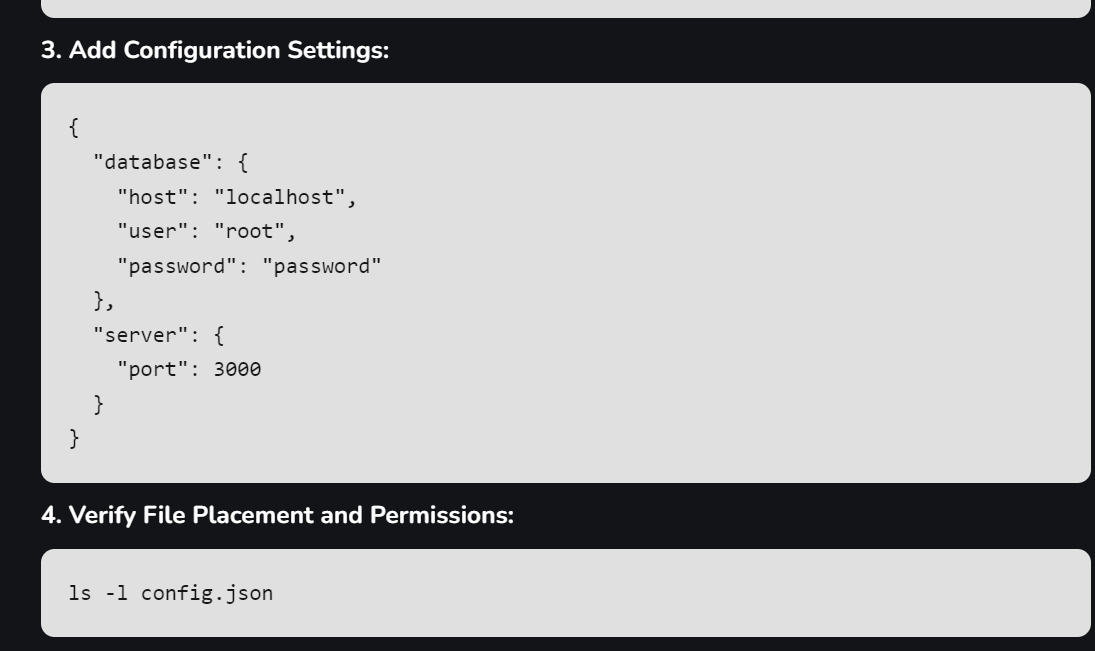 3. Add Configuration Settings:
{
  "database": {
    "host": "localhost",
    "user": "root",
    "password": "password"
  },
  "server": {
    "port": 3000
  }
}
4. Verify File Placement and Permissions:
ls -l config.json